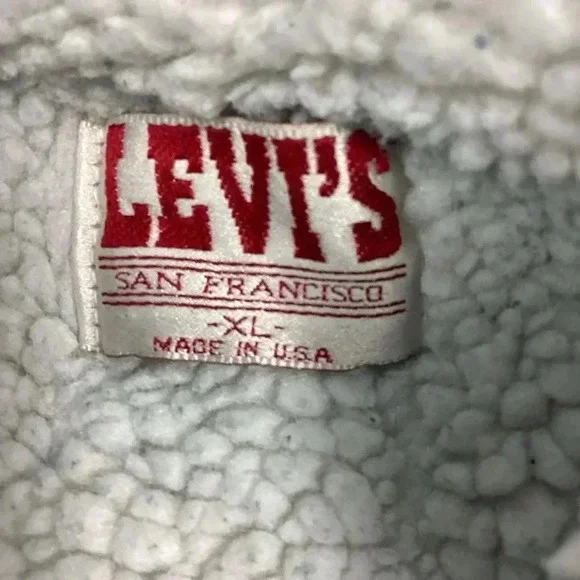 LEVI'S
SAN FRANCISCO
-XL-
MADE IN U.S.A